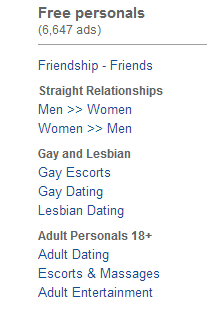 Free personals
(6,647 ads)
Friendship - Friends
Straight Relationships
Men >> Women
Women >> Men
Gay and Lesbian
Gay Escorts
Gay Dating
Lesbian Dating
Adult Personals 18+
Adult Dating
Escorts & Massages
Adult Entertainment